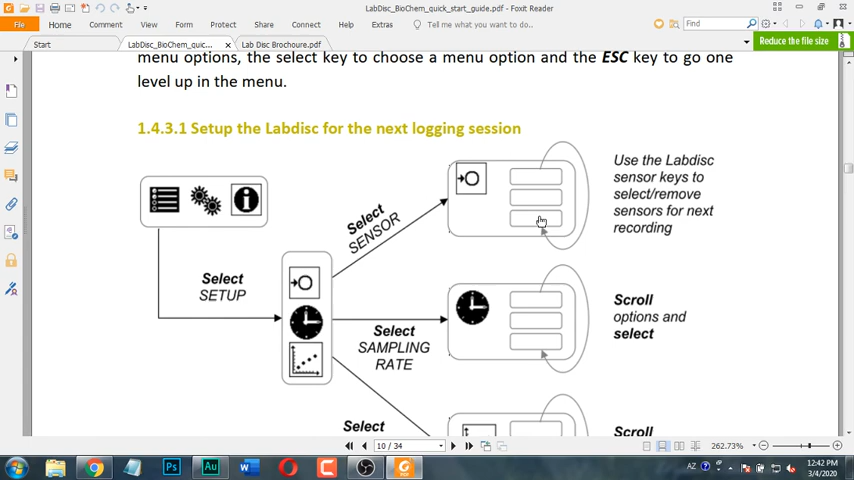 LabDisc_BioChem_quick_start_guide.pdf - Foxit Reader
File
Home
Comment
View
Form
Protect
Share
Connect
Help
Extras
Tell me what you want to do...
Find
Start
LabDisc_BioChem_quic...
Lab Disc Brochoure.pdf
Reduce the file size
menu options, the select key to choose a menu option and the ESC key to go one
level up in the menu.
1.4.3.1 Setup the Labdisc for the next logging session
Select
SENSOR
Use the Labdisc
sensor keys to
select/remove
sensors for next
recording
Select
SETUP
Select
SAMPLING
RATE
Scroll
options and
select
Select
Scroll
10 / 34
262.73%
AZ
12:42 PM
3/4/2020